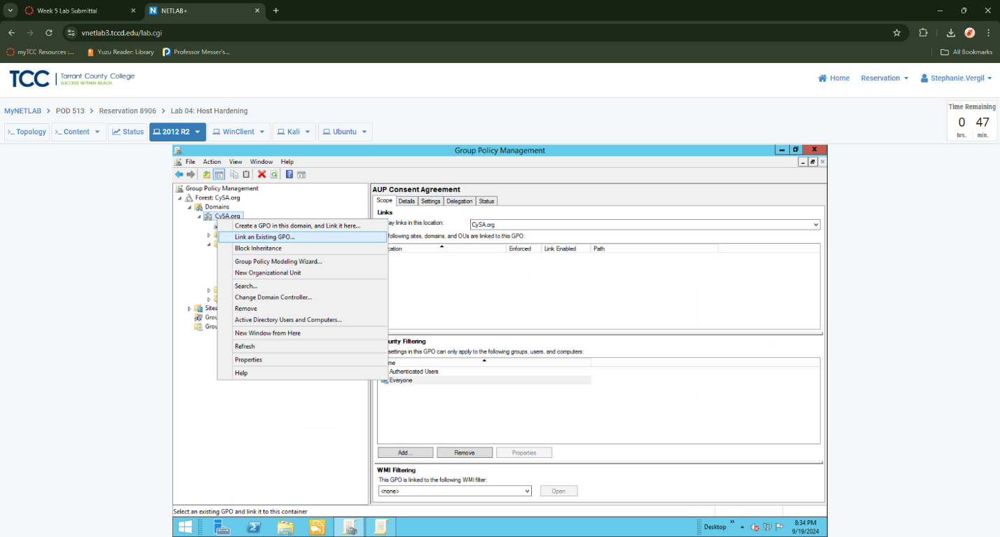 Week 5 Lab Submittal
NETLAB+
vnetlab3.tccd.edu/lab.cgi
myTCC Resources :...
Yuzu Reader: Library
Professor Messer's...
All Bookmarks
TCC
Tarrant County College
SUCCESS WITHIN REACH.
Home
Reservation
Stephanie.Vergil
MyNETLAB > POD 513 > Reservation 8906 > Lab 04: Host Hardening
Time Remaining
0 47
hrs. min.
>_ Topology
>_ Content
Status
2012 R2
WinClient
Kali
Ubuntu
Group Policy Management
File Action View Window Help
Group Policy Management
Forest: CySA.org
Domains
CySA.org
Sites
Grou
Grou
Create a GPO in this domain, and Link it here...
Link an Existing GPO...
Block Inheritance
Group Policy Modeling Wizard...
New Organizational Unit
Search...
Change Domain Controller...
Remove
Active Directory Users and Computers...
New Window from Here
Refresh
Properties
Help
AUP Consent Agreement
Scope Details Settings Delegation Status
Links
ay links in this location:
CySA.org
following sites, domains, and OUs are linked to this GPO:
cation Enforced Link Enabled Path
urity Filtering
settings in this GPO can only apply to the following groups, users, and computers:
me
Authenticated Users
Everyone
Add... Remove Properties
WMI Filtering
This GPO is linked to the following WMI filter:
<none>
Open
Select an existing GPO and link it to this container
Desktop
8:34 PM
9/19/2024